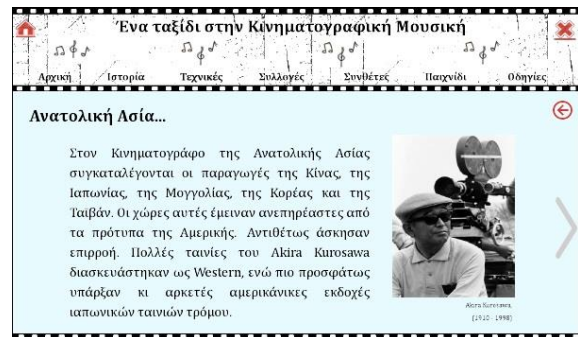 Ένα ταξίδι στην Κινηματογραφική Μουσική
Αρχική Ιστορία Τεχνικές Συλλογές Συνθέτες Παιχνίδι Οδηγίες
Ανατολική Ασία...
Στον Κινηματογράφο της Ανατολικής Ασίας
συγκαταλέγονται οι παραγωγές της Κίνας, της
Ιαπωνίας, της Μογγολίας, της Κορέας και της
Ταϊβάν. Οι χώρες αυτές έμειναν ανεπηρέαστες από
τα πρότυπα της Αμερικής. Αντιθέτως άσκησαν
επιρροή. Πολλές ταινίες του Akira Kurosawa
διασκευάστηκαν ως Western, ενώ πιο προσφάτως
υπάρξαν κι αρκετές αμερικάνικες εκδοχές
ιαπωνικών ταινιών τρόμου.
Akira Kurosawa,
(1910 - 1998)